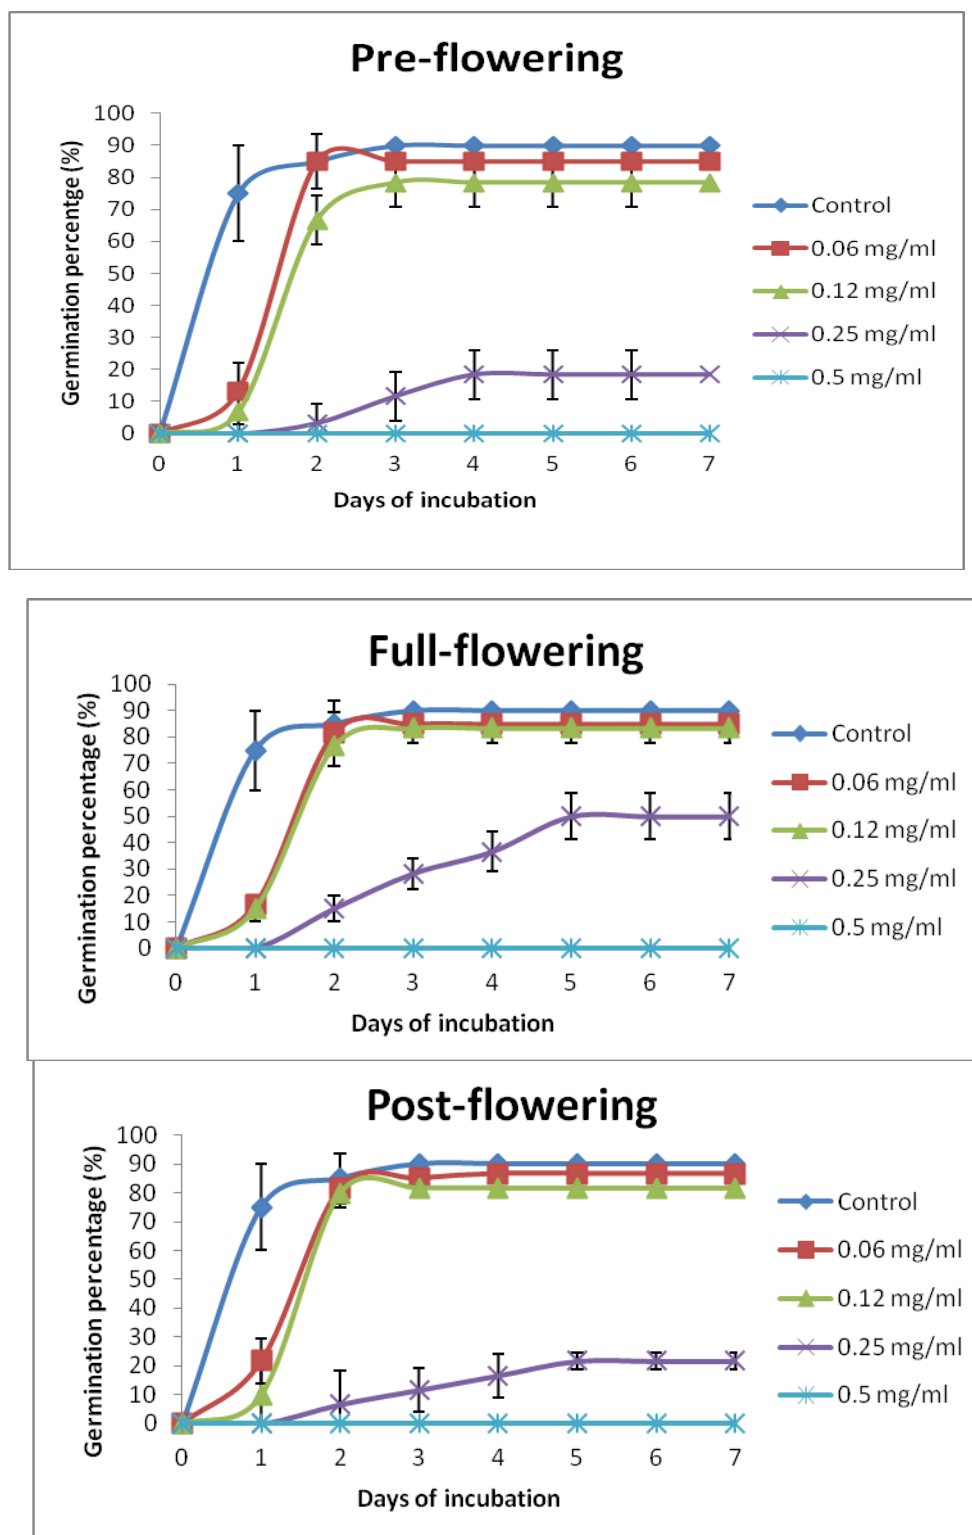 Pre-flowering
Germination percentge (%)
100
90
80
70
60
50
40
30
20
10
0
0 1 2 3 4 5 6 7
Days of incubation
Control
0.06 mg/ml
0.12 mg/ml
0.25 mg/ml
0.5 mg/ml
Full-flowering
Germination percentage (%)
100
90
80
70
60
50
40
30
20
10
0
0 1 2 3 4 5 6 7
Days of incubation
Control
0.06 mg/ml
0.12 mg/ml
0.25 mg/ml
0.5 mg/ml
Post-flowering
Germination percentage (%)
100
90
80
70
60
50
40
30
20
10
0
0 1 2 3 4 5 6 7
Days of incubation
Control
0.06 mg/ml
0.12 mg/ml
0.25 mg/ml
0.5 mg/ml